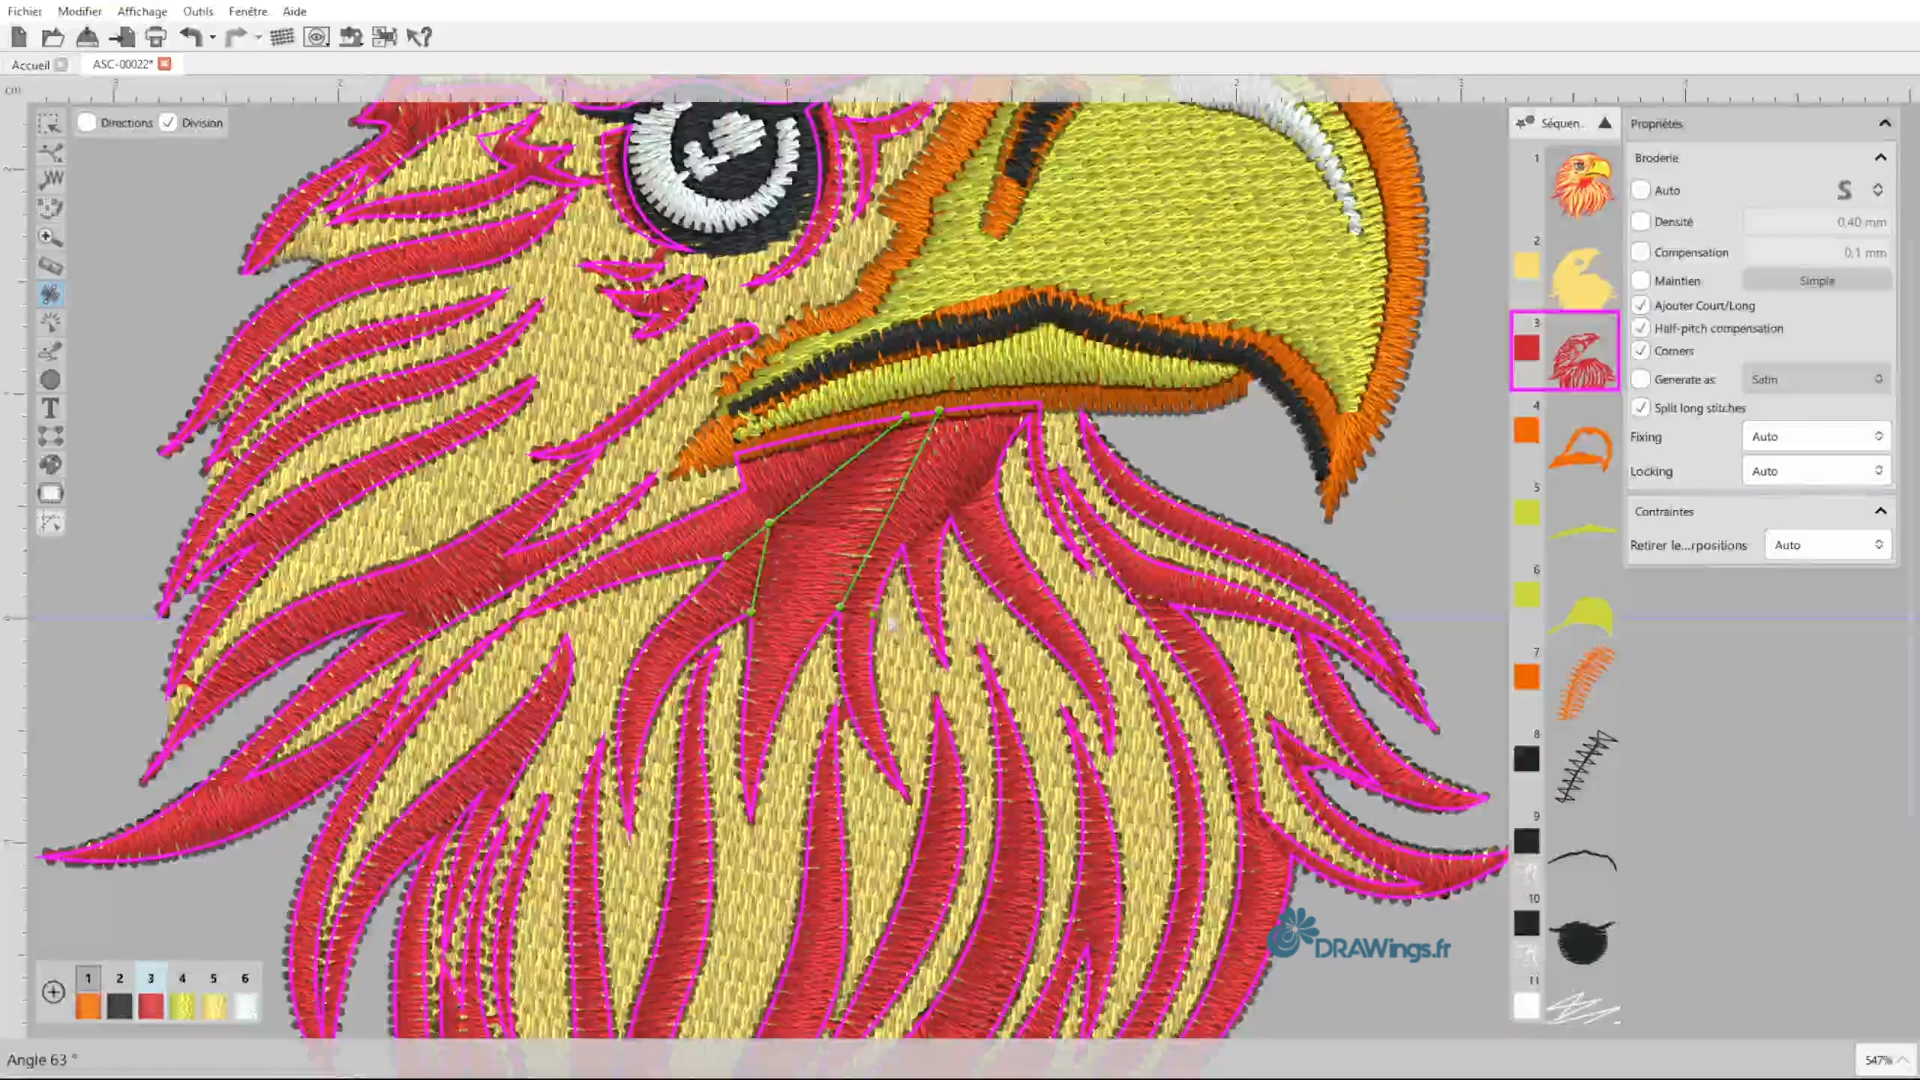 Fichier Modifier Affichage Outils Fenêtre Aide
Accueil ASC-00022*
cm
Directions Division
Séquen...
1
2
3
4
5
6
7
8
9
10
11
Propriétés
Broderie
Auto S
Densité 0,40 mm
Compensation 0,1 mm
Maintien Simple
Ajouter Court/Long
Half-pitch compensation
Corners
Generate as: Satin
Split long stitches
Fixing Auto
Locking Auto
Contraintes
Retirer le...rpositions Auto
DRAWings.fr
1 2 3 4 5 6
Angle 63 °
547%